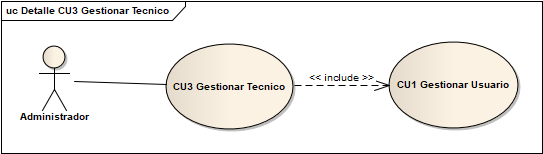 uc Detalle CU3 Gestionar Tecnico
<< include >>
CU3 Gestionar Tecnico
CU1 Gestionar Usuario
Administrador